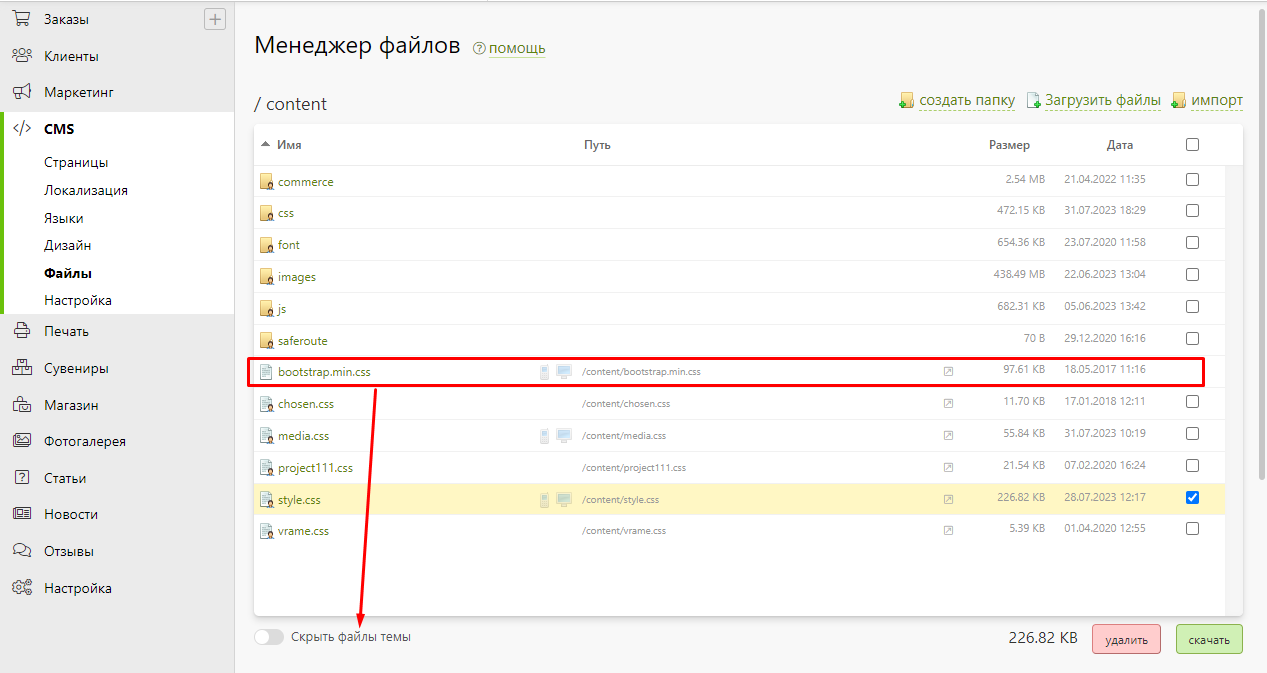 Заказы
Клиенты
Маркетинг
CMS
Страницы
Локализация
Языки
Дизайн
Файлы
Настройка
Печать
Сувениры
Магазин
Фотогалерея
Статьи
Новости
Отзывы
Настройка
Менеджер файлов ? помощь
/ content
создать папку Загрузить файлы импорт
Имя Путь Размер Дата
commerce 2.54 MB 21.04.2022 11:35
css 472.15 KB 31.07.2023 18:29
font 654.36 KB 23.07.2020 11:58
images 438.49 MB 22.06.2023 13:04
js 682.31 KB 05.06.2023 13:42
saferoute 70 B 29.12.2020 16:16
bootstrap.min.css /content/bootstrap.min.css 97.61 KB 18.05.2017 11:16
chosen.css /content/chosen.css 11.70 KB 17.01.2018 12:11
media.css /content/media.css 55.84 KB 31.07.2023 10:19
project111.css /content/project111.css 21.54 KB 07.02.2020 16:24
style.css /content/style.css 226.82 KB 28.07.2023 12:17
vrame.css /content/vrame.css 5.39 KB 01.04.2020 12:55
Скрыть файлы темы 226.82 KB удалить скачать